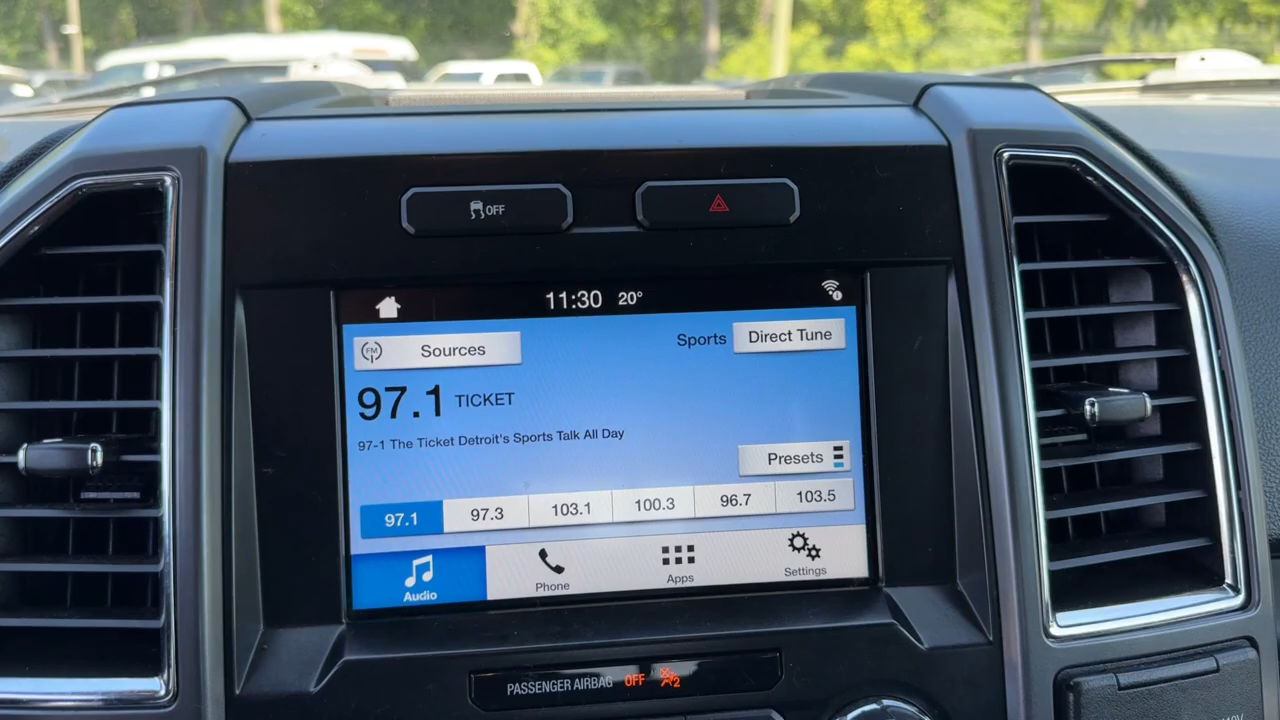 OFF
11:30 20°
FM Sources
Sports Direct Tune
97.1 TICKET
97-1 The Ticket Detroit's Sports Talk All Day
Presets
97.1 97.3 103.1 100.3 96.7 103.5
Audio Phone Apps Settings
PASSENGER AIRBAG OFF 2